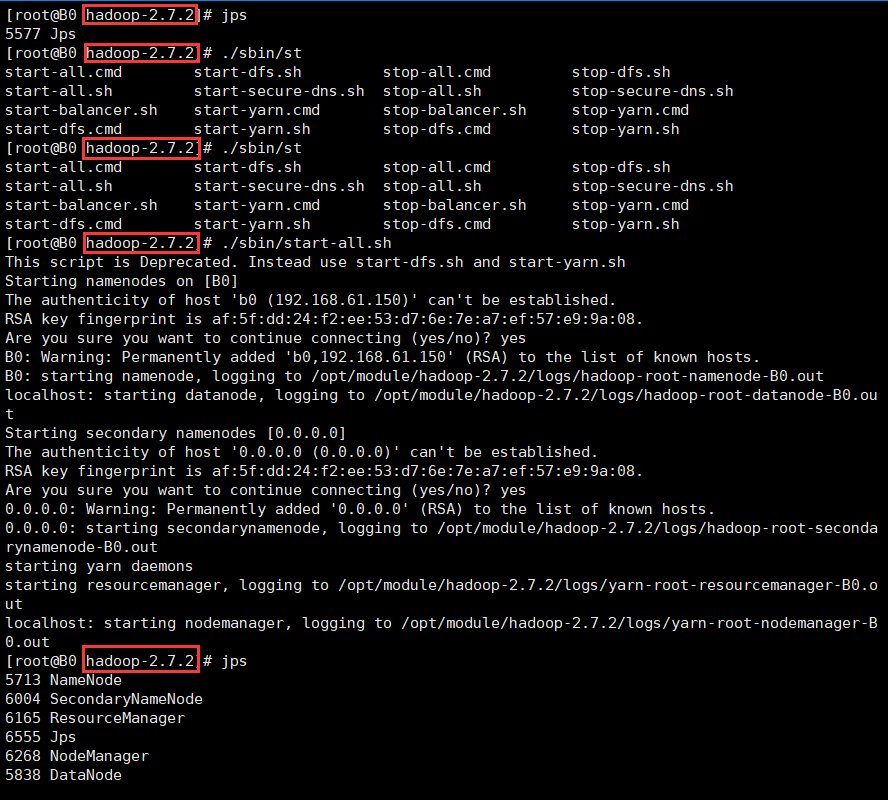 [root@B0 hadoop-2.7.2]# jps
5577 Jps
[root@B0 hadoop-2.7.2]# ./sbin/st
start-all.cmd        start-dfs.sh         stop-all.cmd         stop-dfs.sh
start-all.sh         start-secure-dns.sh  stop-all.sh          stop-secure-dns.sh
start-balancer.sh    start-yarn.cmd       stop-balancer.sh     stop-yarn.cmd
start-dfs.cmd        start-yarn.sh        stop-dfs.cmd         stop-yarn.sh
[root@B0 hadoop-2.7.2]# ./sbin/st
start-all.cmd        start-dfs.sh         stop-all.cmd         stop-dfs.sh
start-all.sh         start-secure-dns.sh  stop-all.sh          stop-secure-dns.sh
start-balancer.sh    start-yarn.cmd       stop-balancer.sh     stop-yarn.cmd
start-dfs.cmd        start-yarn.sh        stop-dfs.cmd         stop-yarn.sh
[root@B0 hadoop-2.7.2]# ./sbin/start-all.sh
This script is Deprecated. Instead use start-dfs.sh and start-yarn.sh
Starting namenodes on [B0]
The authenticity of host 'b0 (192.168.61.150)' can't be established.
RSA key fingerprint is af:5f:dd:24:f2:ee:53:d7:6e:7e:a7:ef:57:e9:9a:08.
Are you sure you want to continue connecting (yes/no)? yes
B0: Warning: Permanently added 'b0,192.168.61.150' (RSA) to the list of known hosts.
B0: starting namenode, logging to /opt/module/hadoop-2.7.2/logs/hadoop-root-namenode-B0.out
localhost: starting datanode, logging to /opt/module/hadoop-2.7.2/logs/hadoop-root-datanode-B0.ou
t
Starting secondary namenodes [0.0.0.0]
The authenticity of host '0.0.0.0 (0.0.0.0)' can't be established.
RSA key fingerprint is af:5f:dd:24:f2:ee:53:d7:6e:7e:a7:ef:57:e9:9a:08.
Are you sure you want to continue connecting (yes/no)? yes
0.0.0.0: Warning: Permanently added '0.0.0.0' (RSA) to the list of known hosts.
0.0.0.0: starting secondarynamenode, logging to /opt/module/hadoop-2.7.2/logs/hadoop-root-seconda
rynamenode-B0.out
starting yarn daemons
starting resourcemanager, logging to /opt/module/hadoop-2.7.2/logs/yarn-root-resourcemanager-B0.o
ut
localhost: starting nodemanager, logging to /opt/module/hadoop-2.7.2/logs/yarn-root-nodemanager-B
0.out
[root@B0 hadoop-2.7.2]# jps
5713 NameNode
6004 SecondaryNameNode
6165 ResourceManager
6555 Jps
6268 NodeManager
5838 DataNode